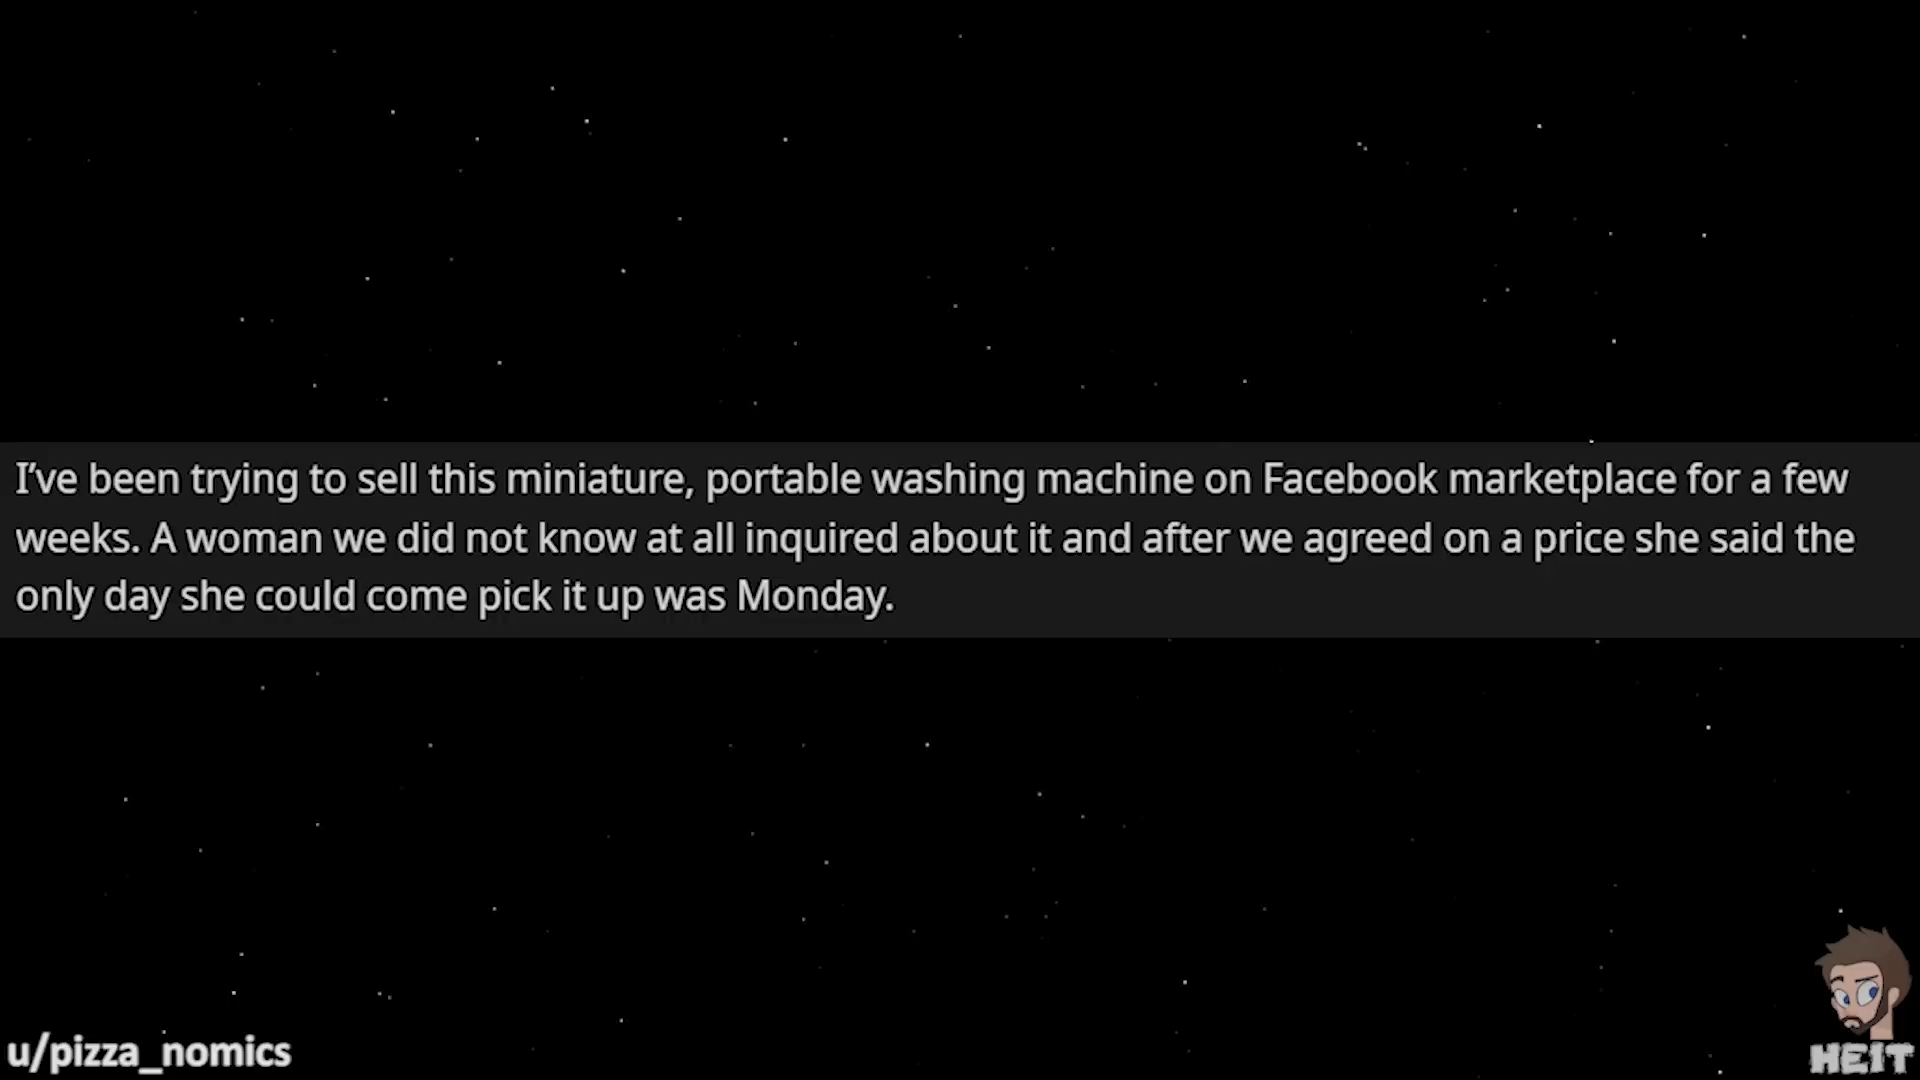 I’ve been trying to sell this miniature, portable washing machine on Facebook marketplace for a few
weeks. A woman we did not know at all inquired about it and after we agreed on a price she said the
only day she could come pick it up was Monday.
u/pizza_nomics
HEIT